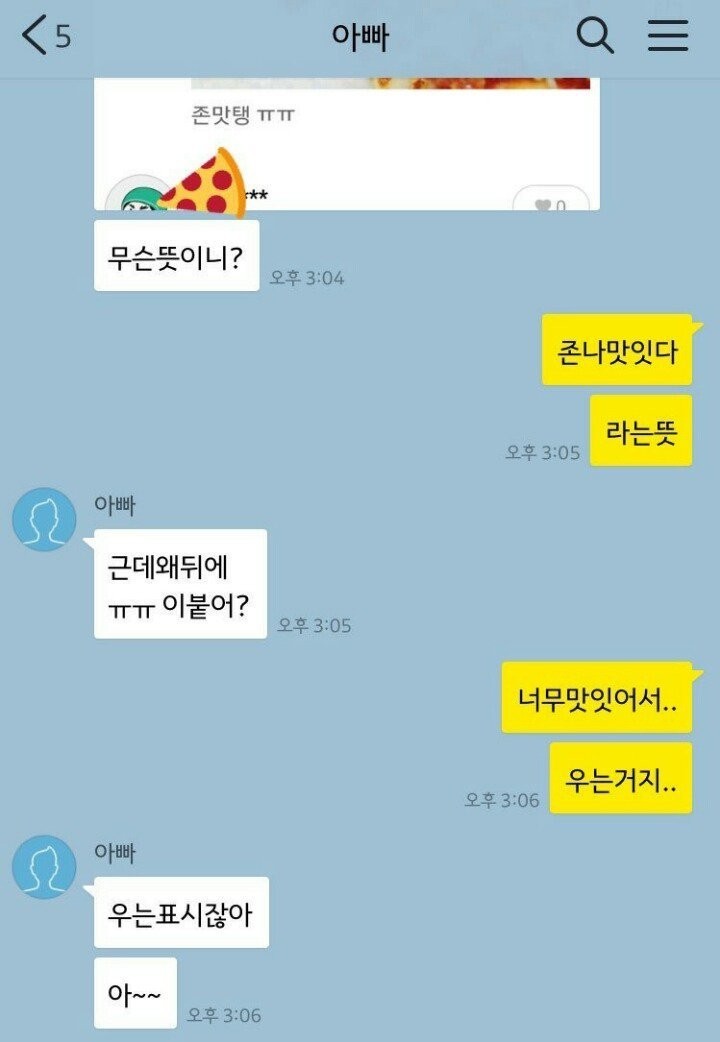 5
아빠
존맛탱 ㅠㅠ
**
0
무슨뜻이니?
오후 3:04
존나맛잇다
라는뜻
오후 3:05
아빠
근데왜뒤에
ㅠㅠ 이붙어?
오후 3:05
너무맛잇어서..
우는거지..
오후 3:06
아빠
우는표시잖아
아~~
오후 3:06